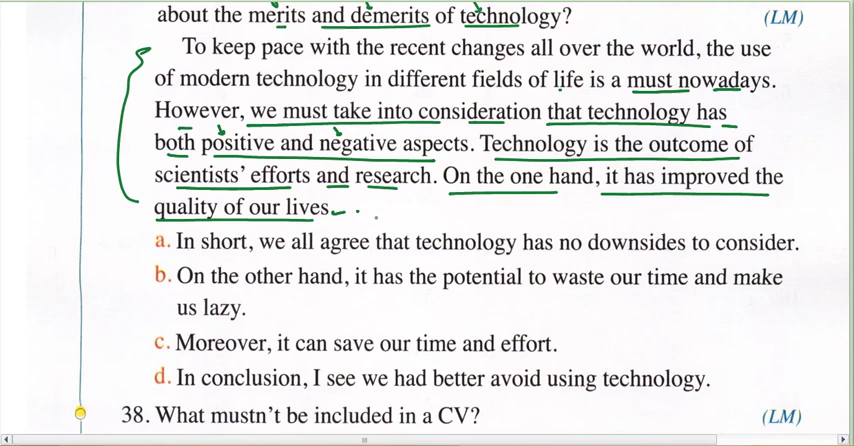 about the merits and demerits of technology? (LM)
To keep pace with the recent changes all over the world, the use
of modern technology in different fields of life is a must nowadays.
However, we must take into consideration that technology has
both positive and negative aspects. Technology is the outcome of
scientists' efforts and research. On the one hand, it has improved the
quality of our lives.
a. In short, we all agree that technology has no downsides to consider.
b. On the other hand, it has the potential to waste our time and make
us lazy.
c. Moreover, it can save our time and effort.
d. In conclusion, I see we had better avoid using technology.
38. What mustn't be included in a CV? (LM)